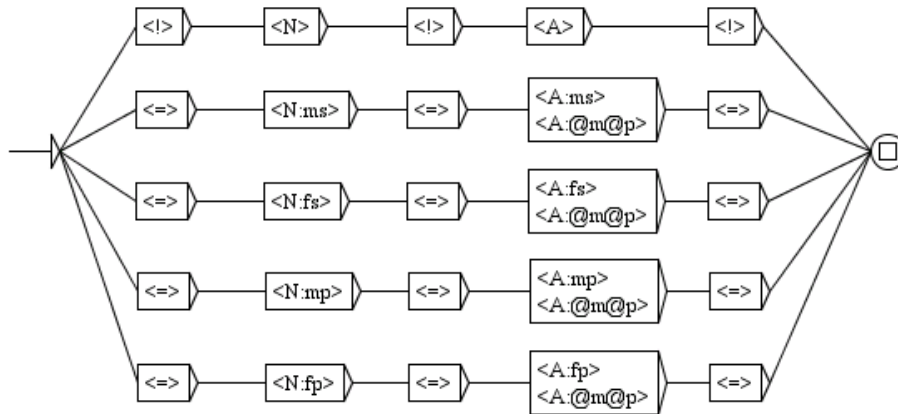 <!> <N> <!> <A> <!>
<=> <N:ms> <=> <A:ms> <=>
<A:@m@p>
<=> <N:fs> <=> <A:fs> <=>
<A:@m@p>
<=> <N:mp> <=> <A:mp> <=>
<A:@m@p>
<=> <N:fp> <=> <A:fp> <=>
<A:@m@p>